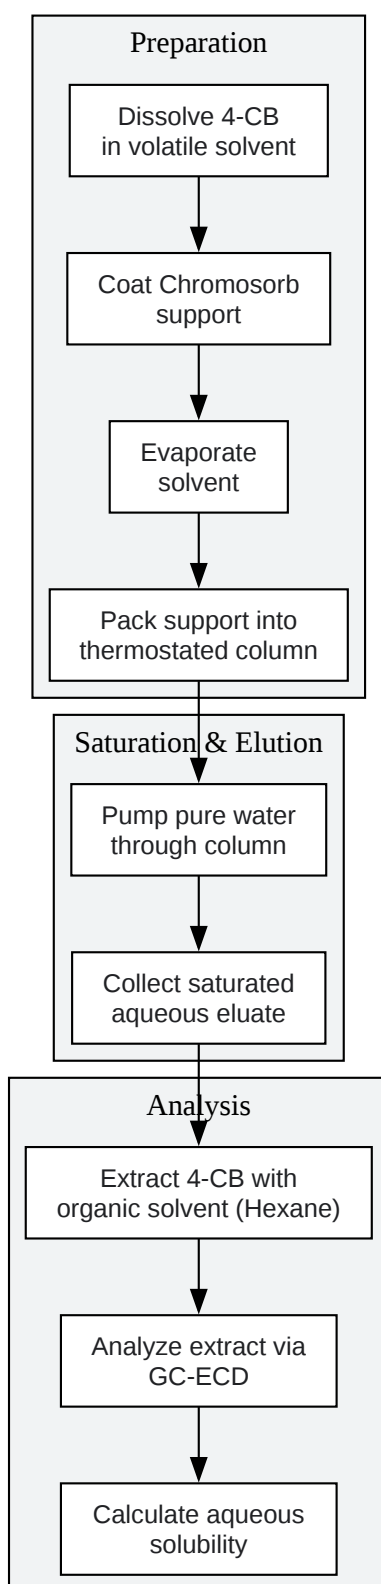 Preparation
Dissolve 4-CB
in volatile solvent
Coat Chromosorb
support
Evaporate
solvent
Pack support into
thermostated column
Saturation & Elution
Pump pure water
through column
Collect saturated
aqueous eluate
Analysis
Extract 4-CB with
organic solvent (Hexane)
Analyze extract via
GC-ECD
Calculate aqueous
solubility